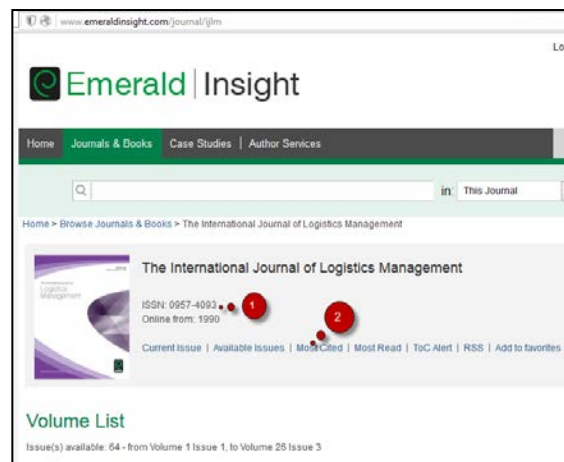 www.emeraldinsight.com/journal/ijlm
Lo
Emerald Insight
Home Journals & Books Case Studies | Author Services
in: This Journal
Home > Browse Journals & Books > The International Journal of Logistics Management
Logistics
Management
The International Journal of Logistics Management
ISSN: 0957-4093
1
Online from: 1990
2
Current Issue | Available Issues | Most Cited | Most Read | ToC Alert | RSS | Add to favorites
Volume List
Issue(s) available: 64 - from Volume 1 Issue 1, to Volume 25 Issue 3